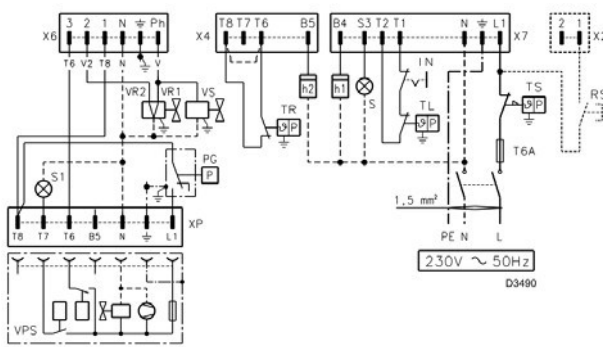 X6 3 2 1 N Ph
T6 V2 T8 N V
VR2 VR1 VS
X4 T8 T7 T6 B5
h2
TR
ϑ P
B4 S3 T2 T1 N L1 X7
h1
S
IN
TL
ϑ P
TS
ϑ P
T6A
2 1 X2
RS
1,5 mm²
PE N L
230V ~ 50Hz
D3490
S1
PG
P
T8 T7 T6 B5 N L1
XP
VPS